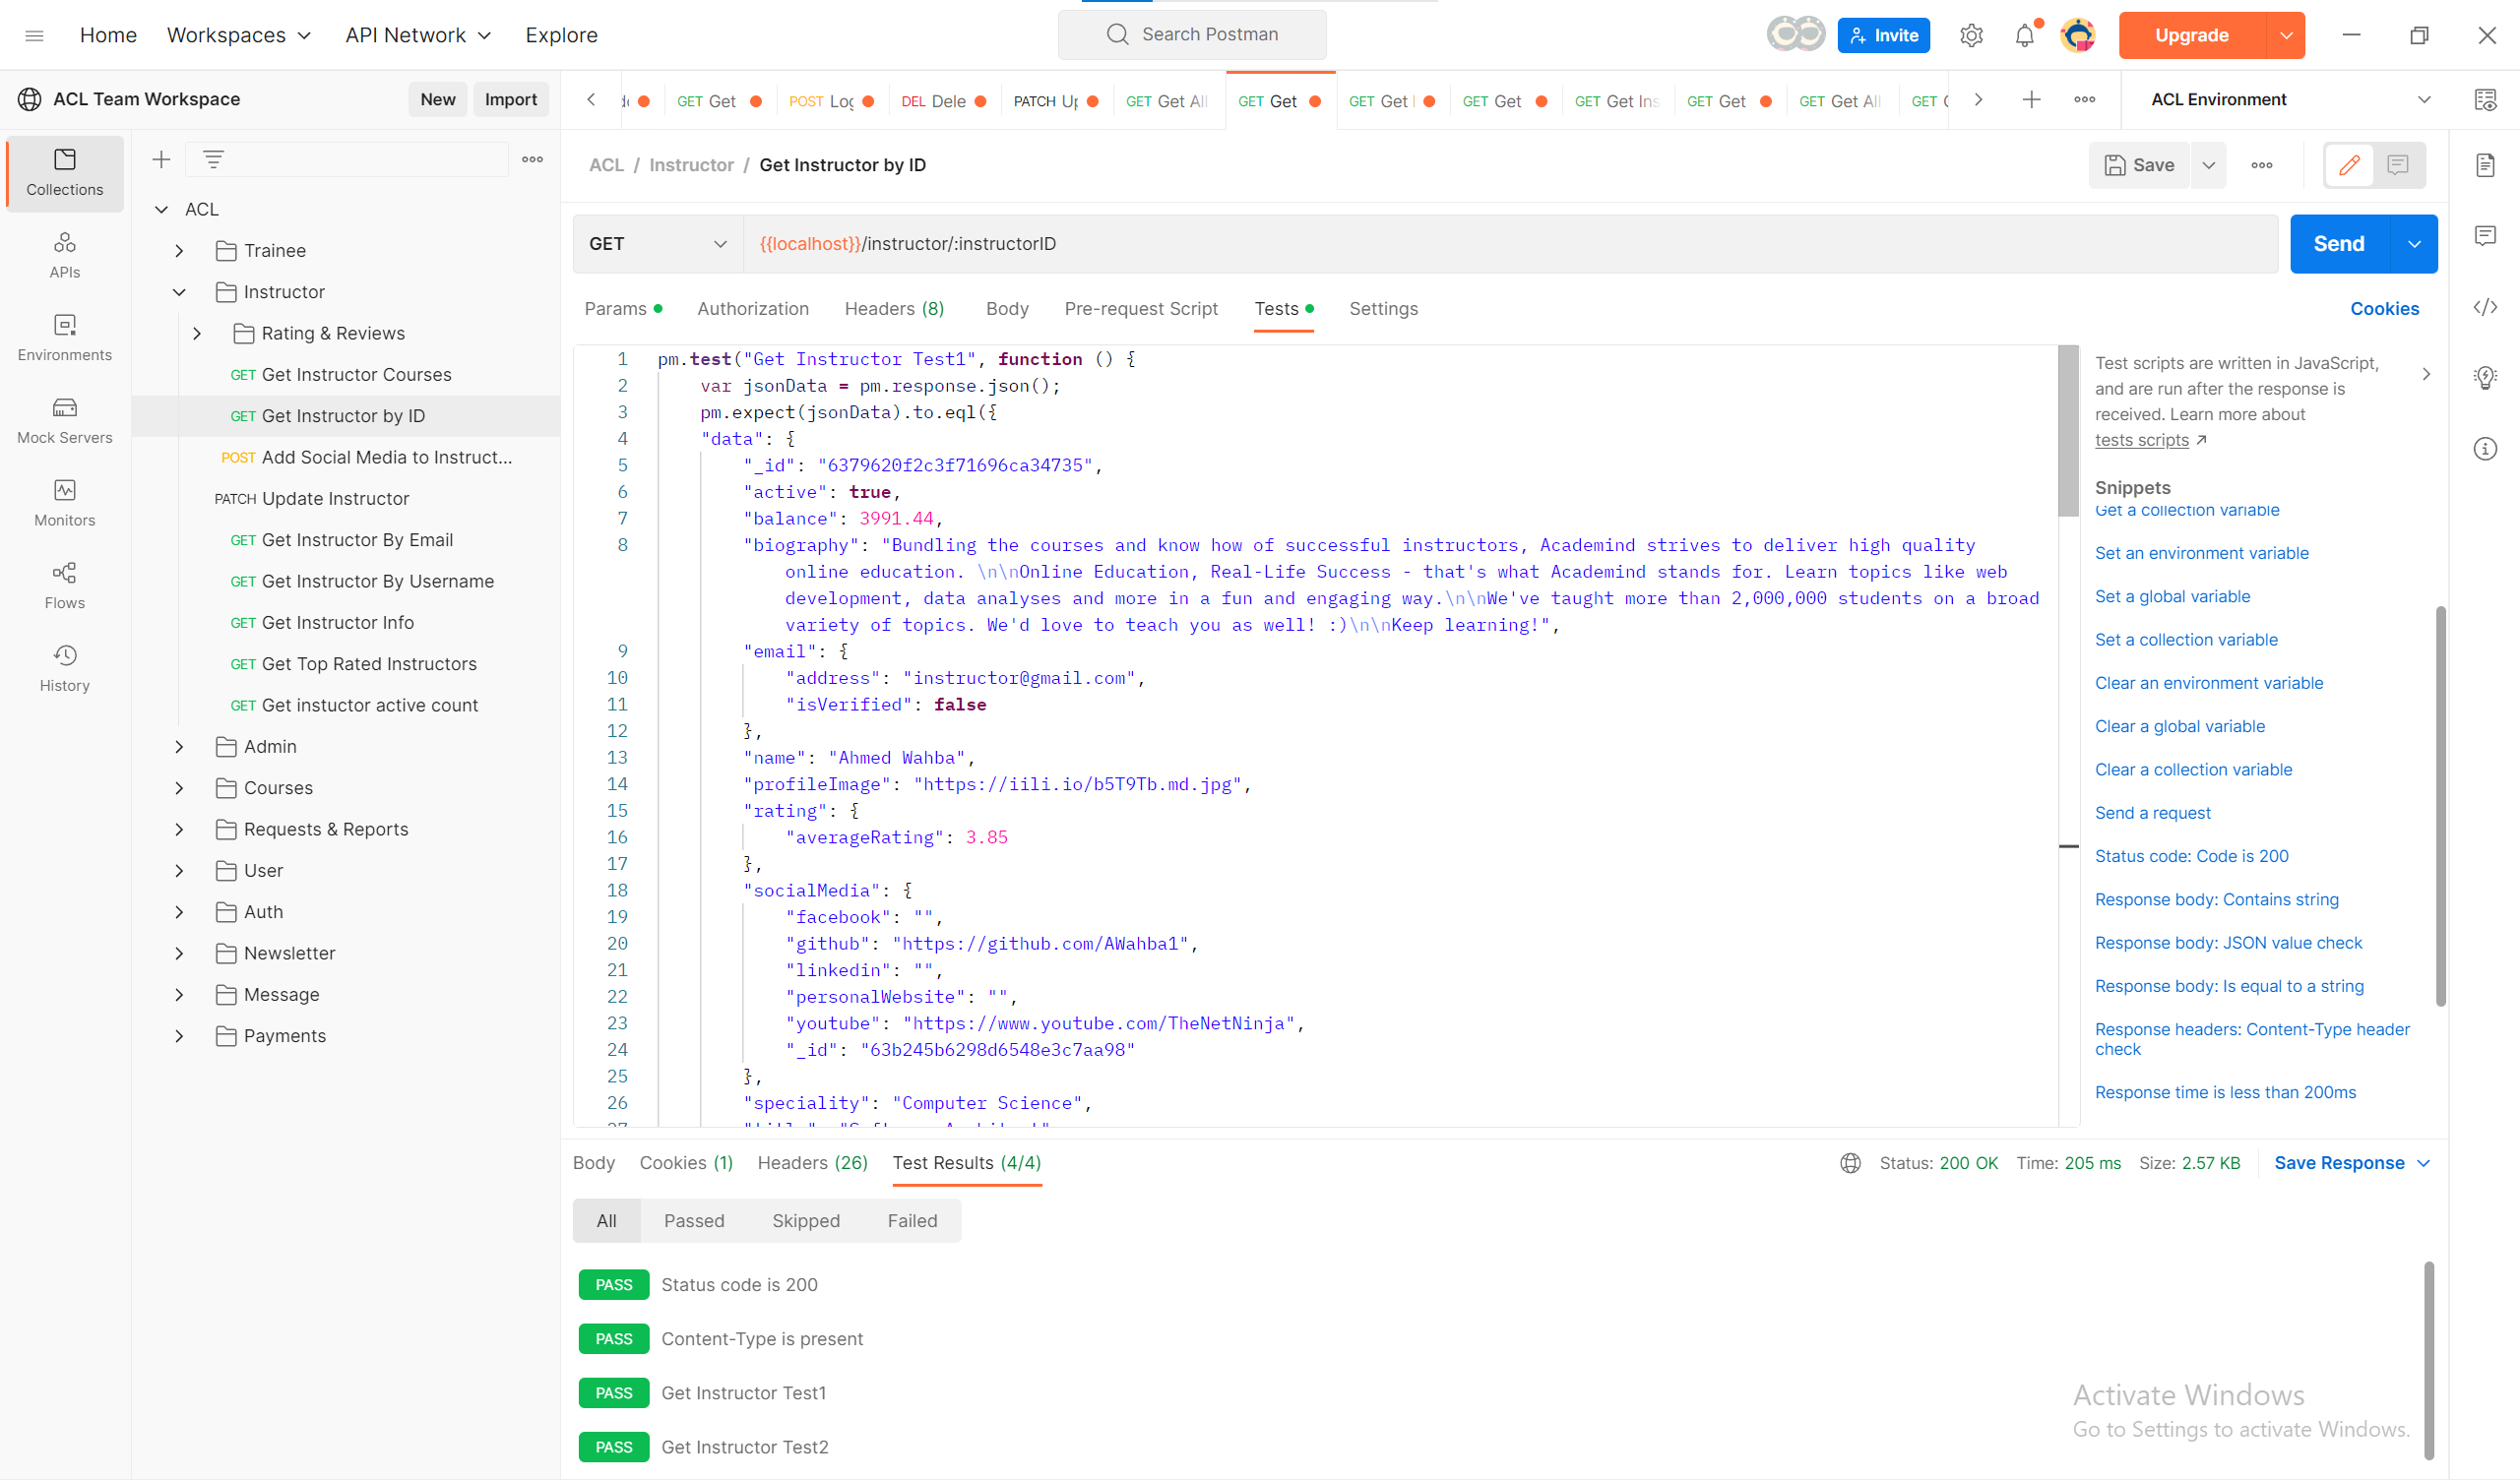 Home Workspaces API Network Explore
Search Postman
Invite
Upgrade
ACL Team Workspace
New Import
GET Get
POST Log
DEL Dele
PATCH Up
GET Get All
GET Get
GET Get
GET Get
GET Get Ins
GET Get
GET Get All
GET
ACL Environment
Collections
APIs
Environments
Mock Servers
Monitors
Flows
History
ACL
Trainee
Instructor
Rating & Reviews
GET Get Instructor Courses
GET Get Instructor by ID
POST Add Social Media to Instruct...
PATCH Update Instructor
GET Get Instructor By Email
GET Get Instructor By Username
GET Get Instructor Info
GET Get Top Rated Instructors
GET Get instuctor active count
Admin
Courses
Requests & Reports
User
Auth
Newsletter
Message
Payments
ACL / Instructor / Get Instructor by ID
Save
GET {{localhost}}/instructor/:instructorID
Send
Params Authorization Headers (8) Body Pre-request Script Tests Settings
Cookies
1 pm.test("Get Instructor Test1", function () {
2 var jsonData = pm.response.json();
3 pm.expect(jsonData).to.eql({
4 "data": {
5 "_id": "6379620f2c3f71696ca34735",
6 "active": true,
7 "balance": 3991.44,
8 "biography": "Bundling the courses and know how of successful instructors, Academind strives to deliver high quality
online education. \n\nOnline Education, Real-Life Success - that's what Academind stands for. Learn topics like web
development, data analyses and more in a fun and engaging way.\n\nWe've taught more than 2,000,000 students on a broad
variety of topics. We'd love to teach you as well! :)\n\nKeep learning!",
9 "email": {
10 "address": "instructor@gmail.com",
11 "isVerified": false
12 },
13 "name": "Ahmed Wahba",
14 "profileImage": "https://iili.io/b5T9Tb.md.jpg",
15 "rating": {
16 "averageRating": 3.85
17 },
18 "socialMedia": {
19 "facebook": "",
20 "github": "https://github.com/AWahba1",
21 "linkedin": "",
22 "personalWebsite": "",
23 "youtube": "https://www.youtube.com/TheNetNinja",
24 "_id": "63b245b6298d6548e3c7aa98"
25 },
26 "speciality": "Computer Science",
Test scripts are written in JavaScript,
and are run after the response is
received. Learn more about
tests scripts
Snippets
Get a collection variable
Set an environment variable
Set a global variable
Set a collection variable
Clear an environment variable
Clear a global variable
Clear a collection variable
Send a request
Status code: Code is 200
Response body: Contains string
Response body: JSON value check
Response body: Is equal to a string
Response headers: Content-Type header
check
Response time is less than 200ms
Body Cookies (1) Headers (26) Test Results (4/4)
Status: 200 OK Time: 205 ms Size: 2.57 KB
Save Response
All Passed Skipped Failed
PASS Status code is 200
PASS Content-Type is present
PASS Get Instructor Test1
PASS Get Instructor Test2
Activate Windows
Go to Settings to activate Windows.